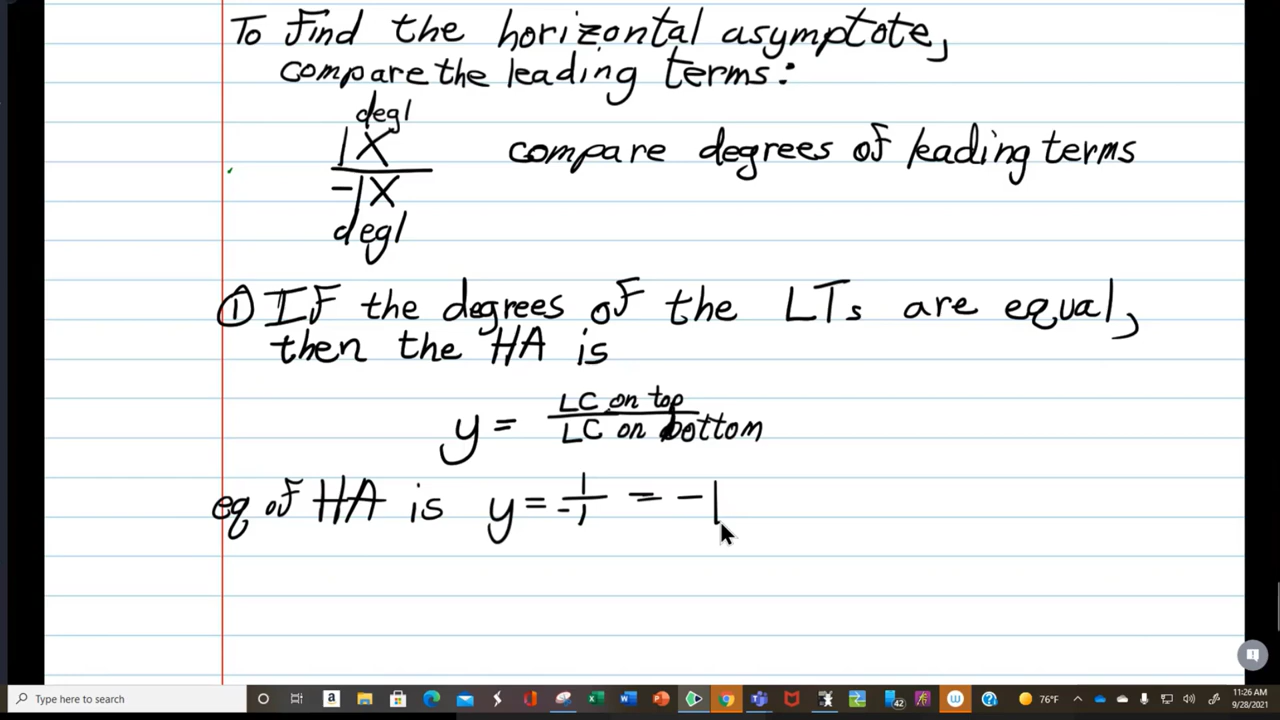 To find the horizontal asymptote,
compare the leading terms:
deg 1
1X
-1X
deg 1
compare degrees of leading terms
① If the degrees of the LTs are equal,
then the HA is
y = LC on top
LC on bottom
eq of HA is y = 1/-1 = -1
Type here to search
42
76°F
11:26 AM
9/28/2021